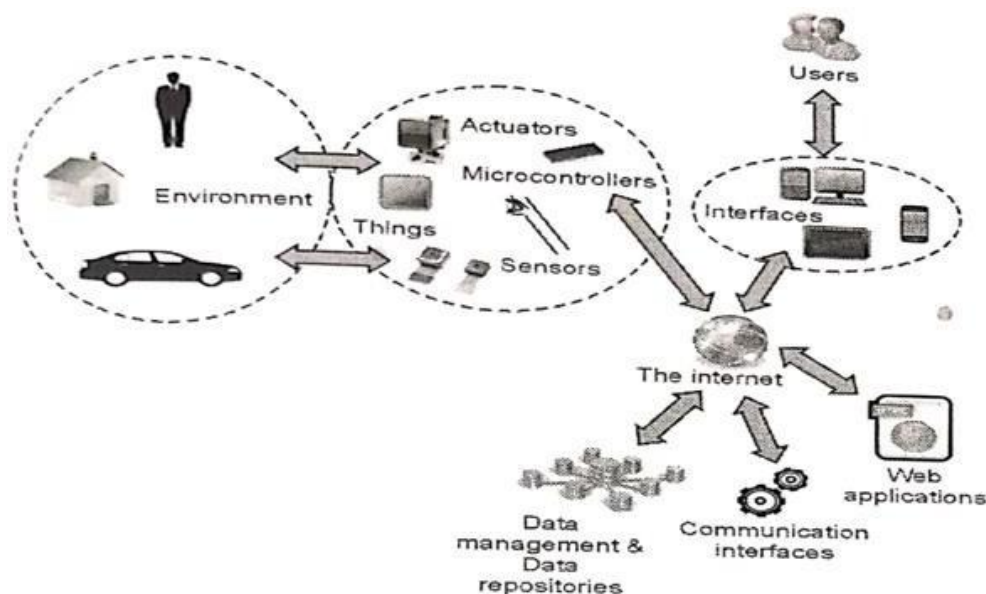 Users
Actuators
Microcontrollers
Environment
Things
Sensors
Interfaces
The internet
Web
applications
Data
management &
Data
repositories
Communication
interfaces